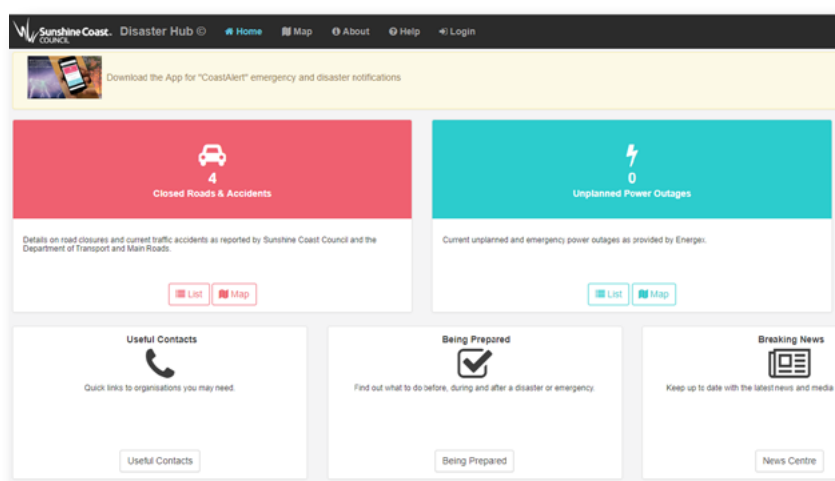 Sunshine Coast. COUNCIL Disaster Hub © Home Map About Help Login
Download the App for "CoastAlert" emergency and disaster notifications
4
Closed Roads & Accidents
0
Unplanned Power Outages
Details on road closures and current traffic accidents as reported by Sunshine Coast Council and the
Department of Transport and Main Roads.
Current unplanned and emergency power outages as provided by Energex.
List Map
List Map
Useful Contacts
Quick links to organisations you may need.
Useful Contacts
Being Prepared
Find out what to do before, during and after a disaster or emergency.
Being Prepared
Breaking News
Keep up to date with the latest news and media
News Centre